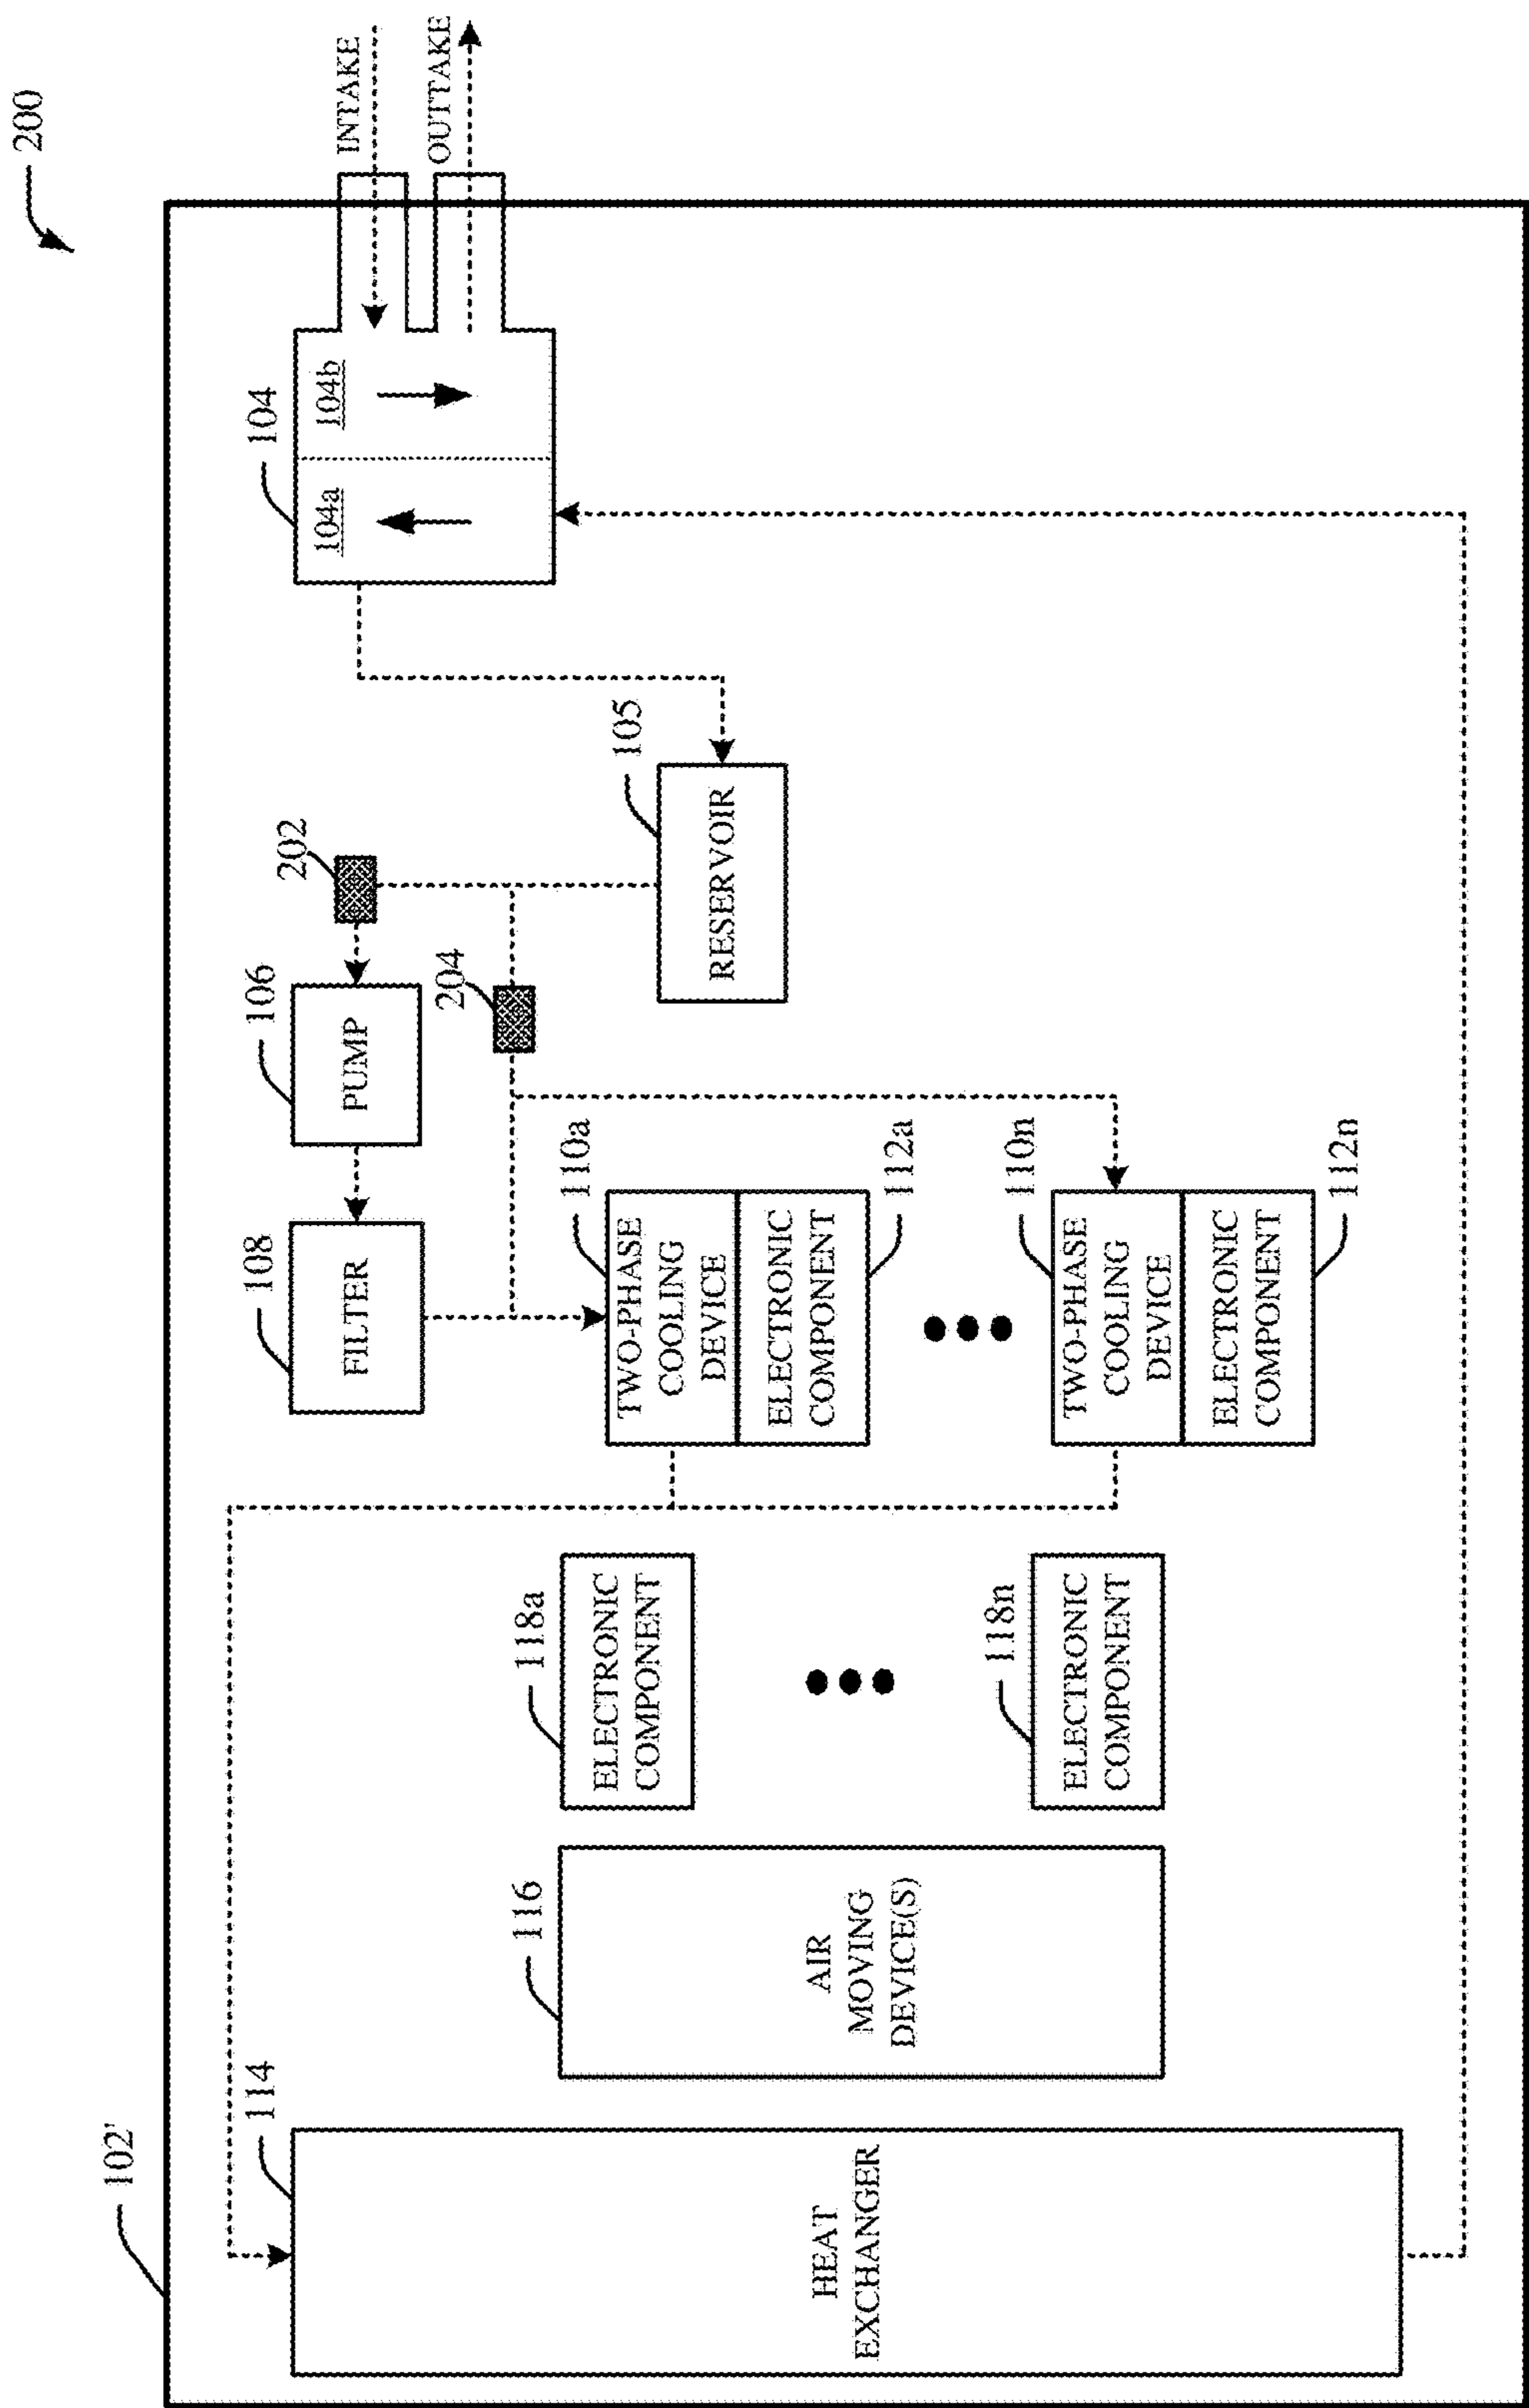 200
102'
114
HEAT
EXCHANGER
116
AIR
MOVING
DEVICE(S)
118a
ELECTRONIC
COMPONENT
118n
ELECTRONIC
COMPONENT
108
FILTER
106
PUMP
202
204
110a
TWO-PHASE
COOLING
DEVICE
ELECTRONIC
COMPONENT
112a
110n
TWO-PHASE
COOLING
DEVICE
ELECTRONIC
COMPONENT
112n
105
RESERVOIR
104
104a
104b
INTAKE
OUTTAKE